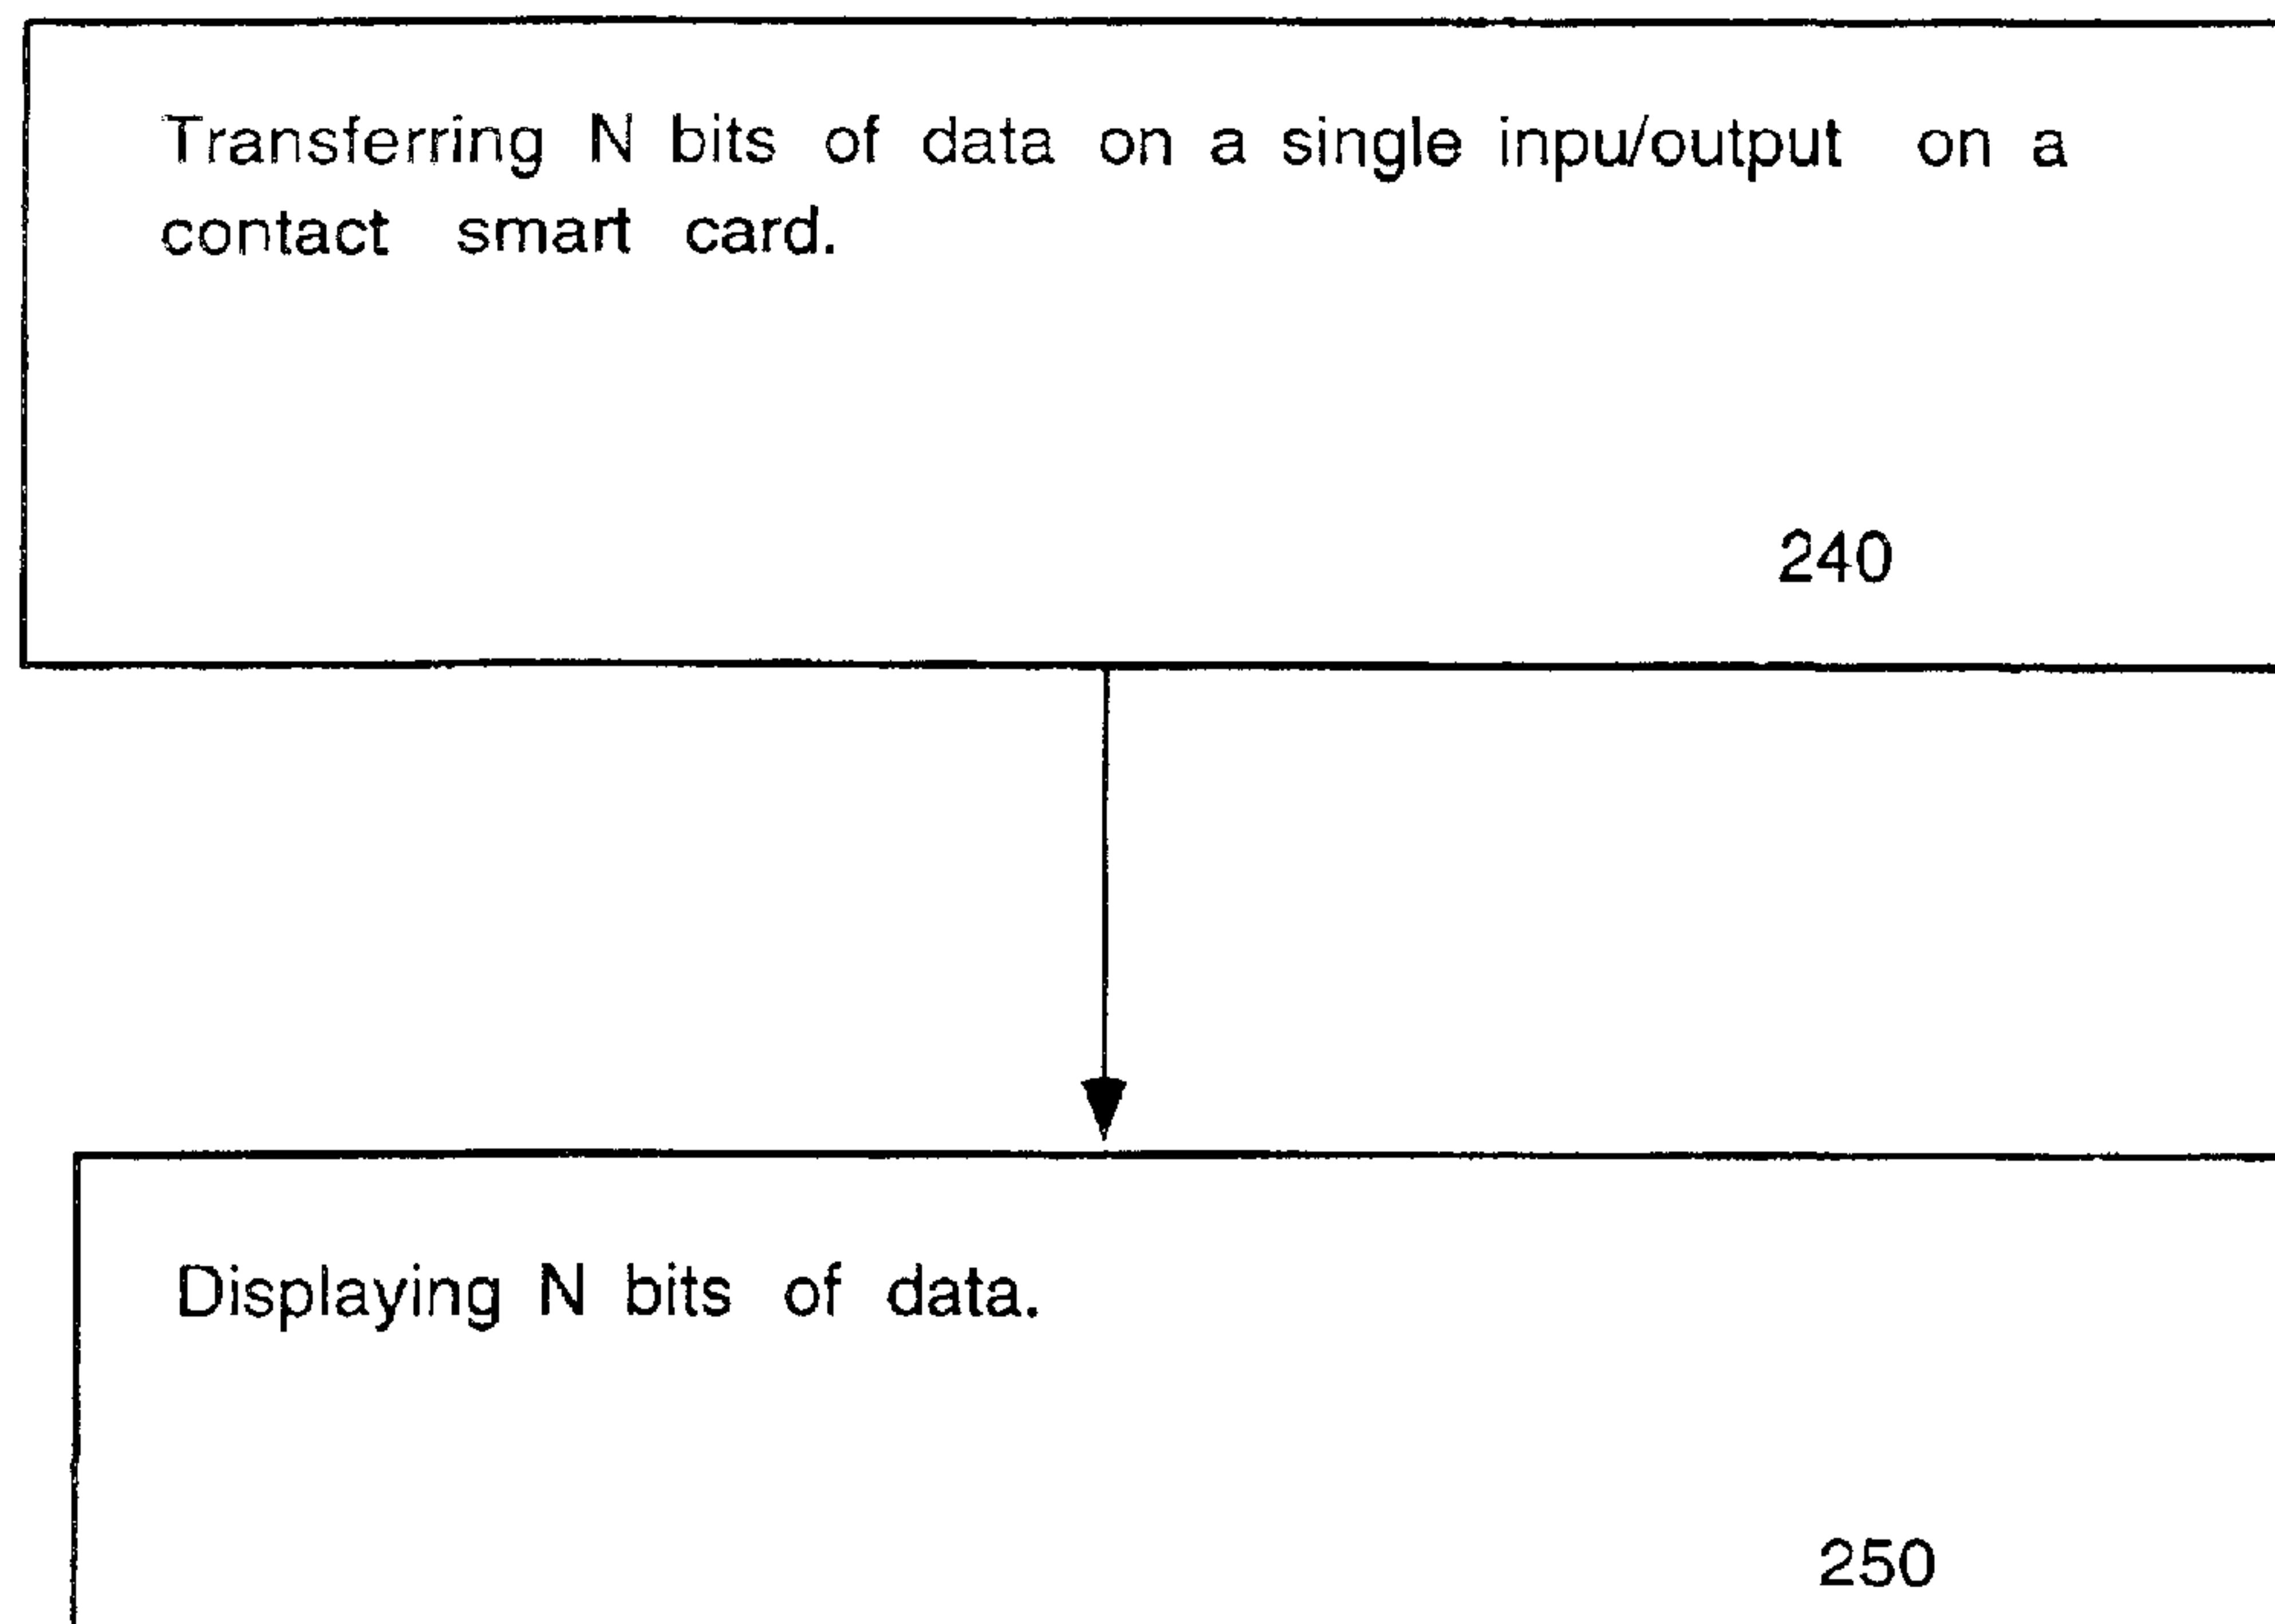 Transferring N bits of data on a single inpu/output on a
contact smart card.
240
Displaying N bits of data.
250